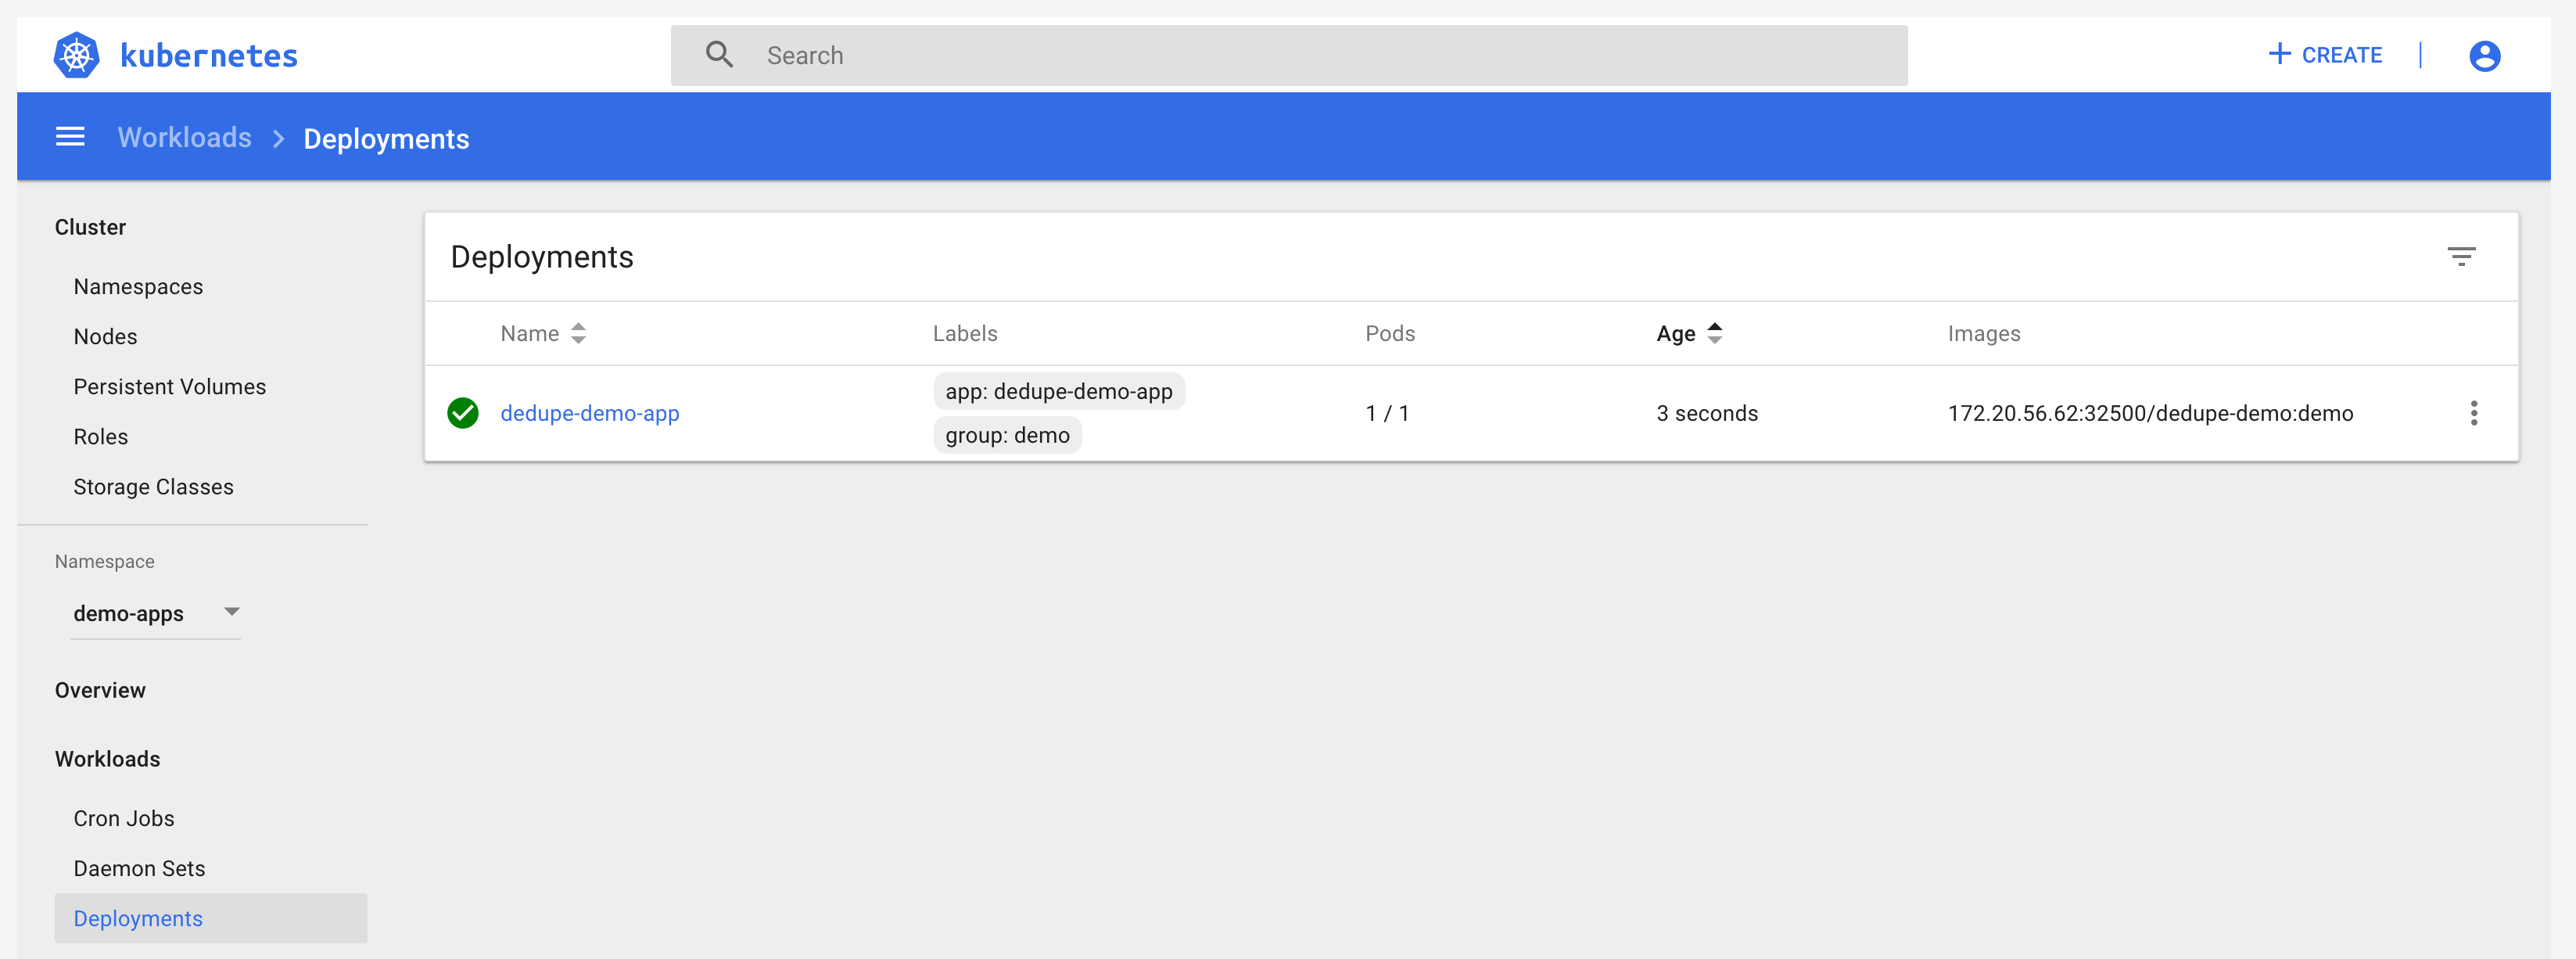 kubernetes
Search
CREATE
Workloads > Deployments
Cluster
Namespaces
Nodes
Persistent Volumes
Roles
Storage Classes
Namespace
demo-apps
Overview
Workloads
Cron Jobs
Daemon Sets
Deployments
Deployments
Name Labels Pods Age Images
dedupe-demo-app app: dedupe-demo-app 1 / 1 3 seconds 172.20.56.62:32500/dedupe-demo:demo
group: demo